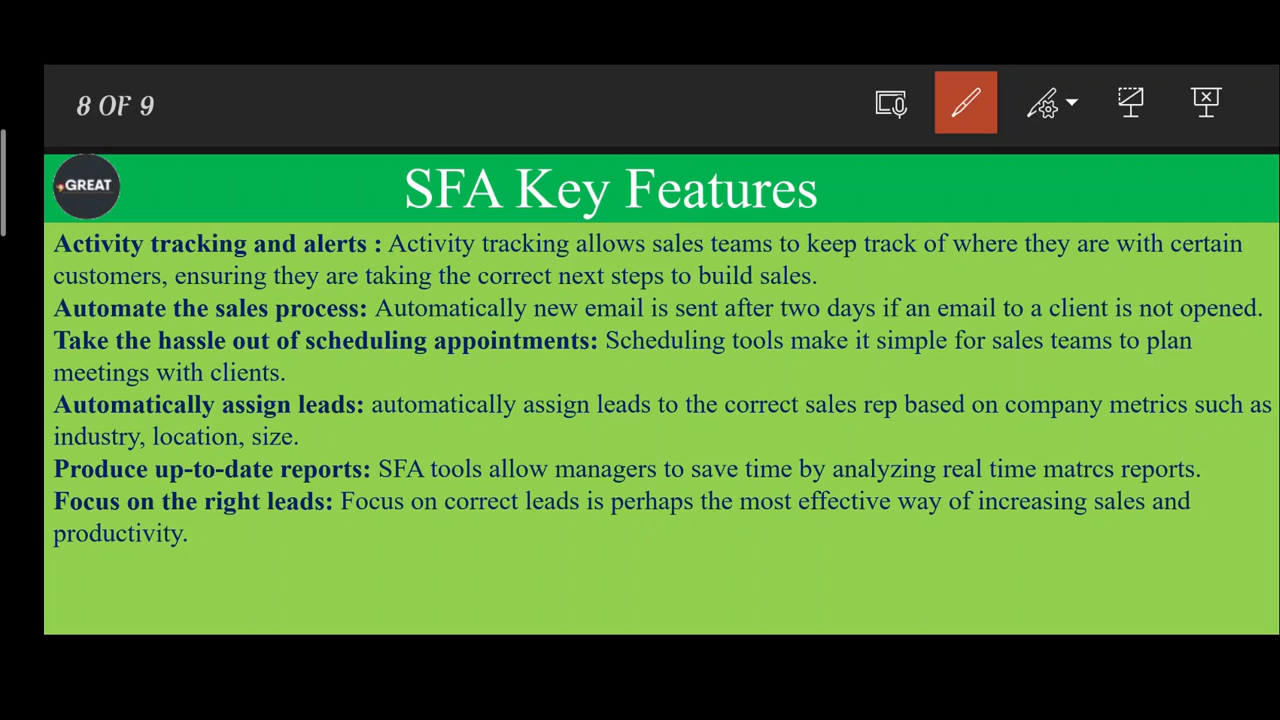 8 OF 9
GREAT
SFA Key Features
Activity tracking and alerts : Activity tracking allows sales teams to keep track of where they are with certain
customers, ensuring they are taking the correct next steps to build sales.
Automate the sales process: Automatically new email is sent after two days if an email to a client is not opened.
Take the hassle out of scheduling appointments: Scheduling tools make it simple for sales teams to plan
meetings with clients.
Automatically assign leads: automatically assign leads to the correct sales rep based on company metrics such as
industry, location, size.
Produce up-to-date reports: SFA tools allow managers to save time by analyzing real time matrcs reports.
Focus on the right leads: Focus on correct leads is perhaps the most effective way of increasing sales and
productivity.